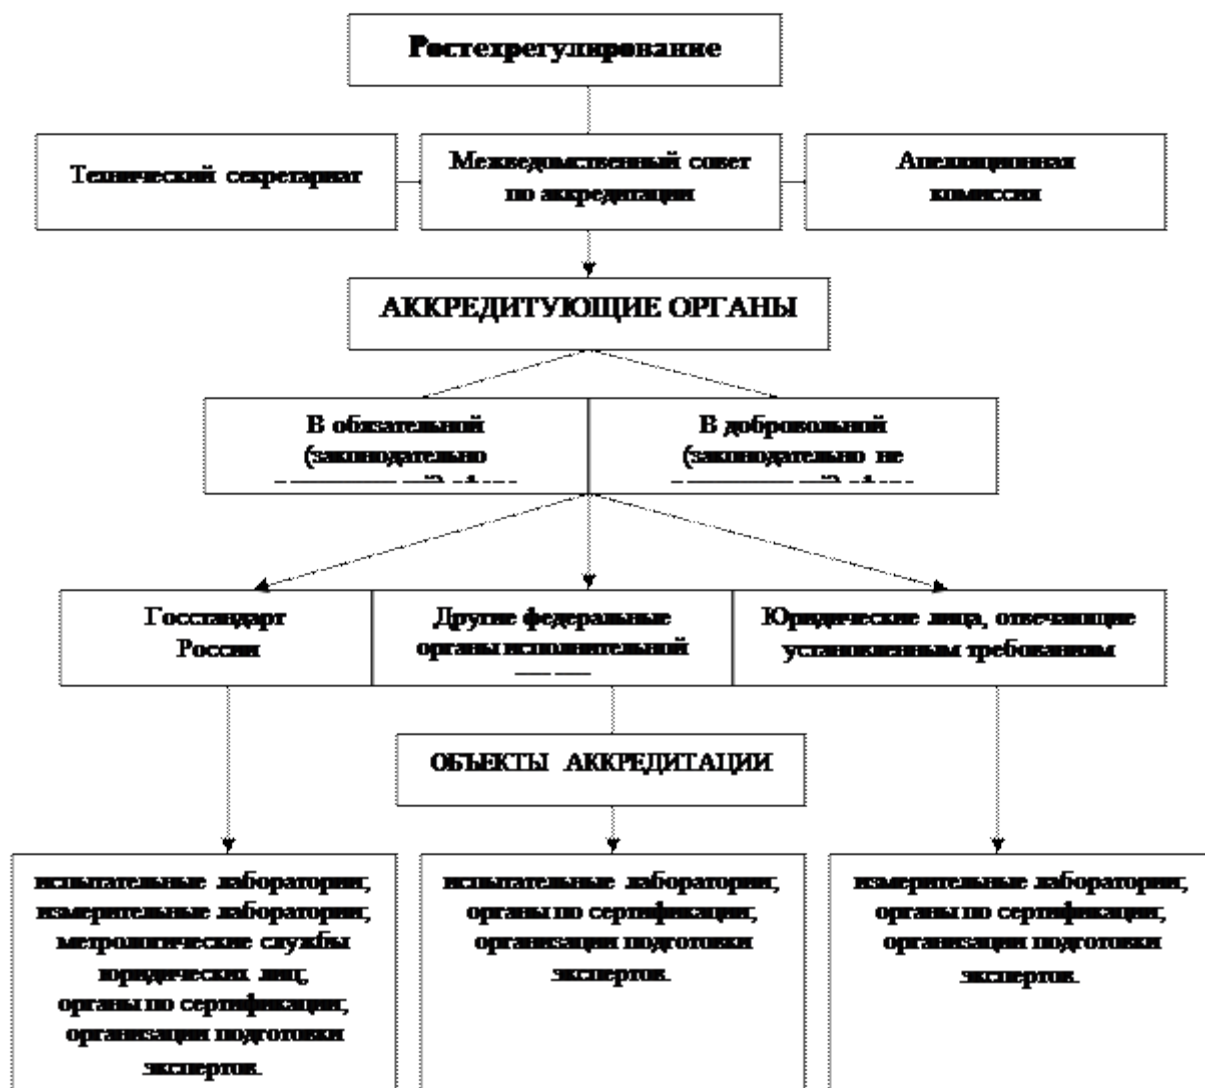 Ростехрегулирование
Технический секретариат
Межведомственный совет
по аккредитации
Апелляционная
комиссия
АККРЕДИТУЮЩИЕ ОРГАНЫ
В обязательной
(законодательно
В добровольной
(законодательно не
Госстандарт
России
Другие федеральные
органы исполнительной
Юридические лица, отвечающие
установленным требованиям
ОБЪЕКТЫ АККРЕДИТАЦИИ
испытательные лаборатории;
измерительные лаборатории;
метрологические службы
юридических лиц;
органы по сертификации;
организации подготовки
экспертов.
испытательные лаборатории;
органы по сертификации;
организации подготовки
экспертов.
измерительные лаборатории;
органы по сертификации;
организации подготовки
экспертов.